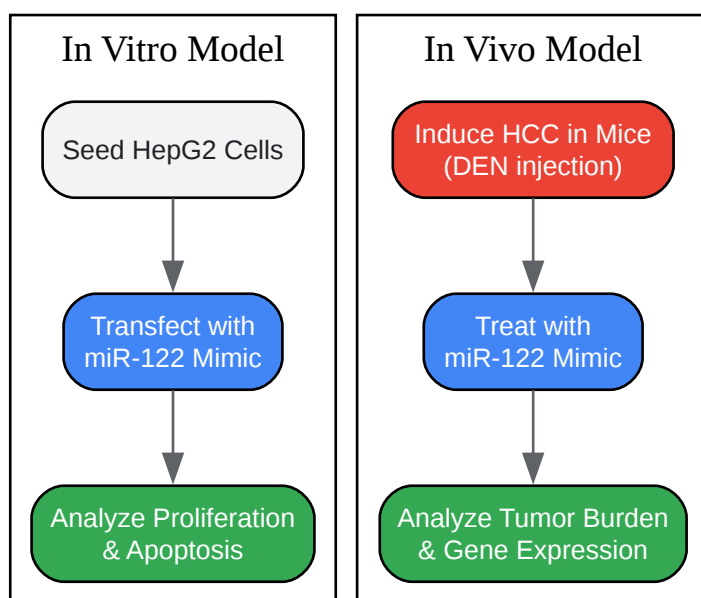 In Vitro Model
Seed HepG2 Cells
Transfect with
miR-122 Mimic
Analyze Proliferation
& Apoptosis
In Vivo Model
Induce HCC in Mice
(DEN injection)
Treat with
miR-122 Mimic
Analyze Tumor Burden
& Gene Expression